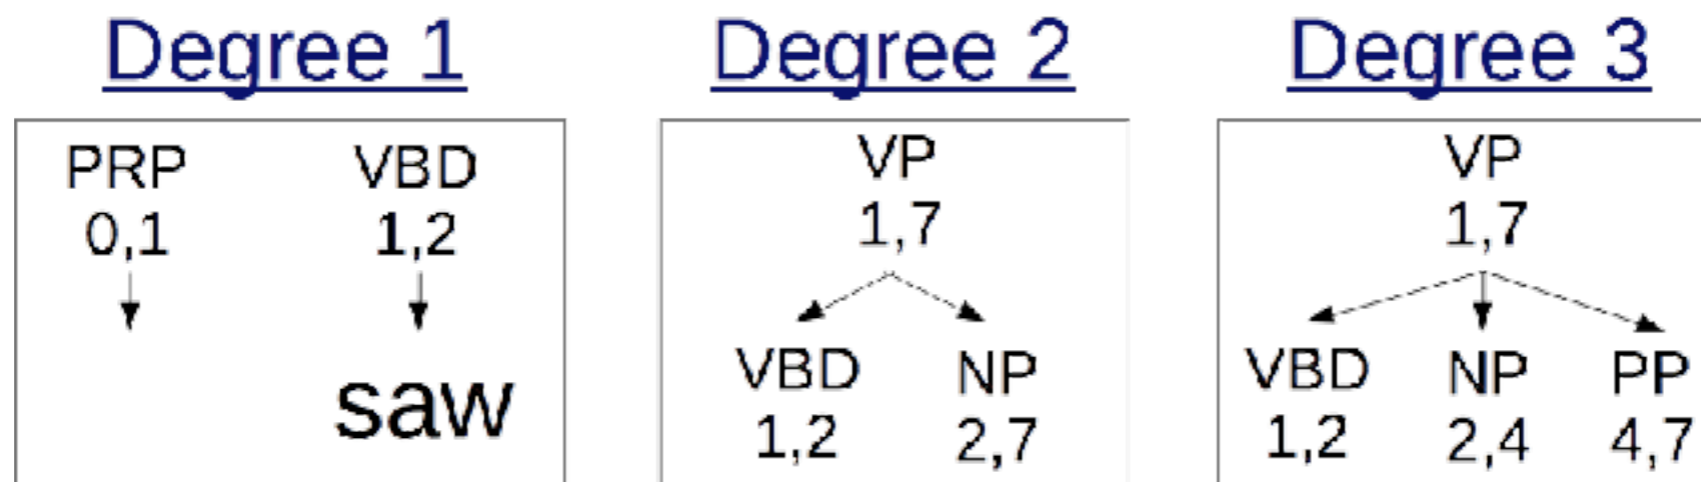 Degree 1
Degree 2
Degree 3
PRP
VBD
0,1
1,2
saw
VP
1,7
VBD
NP
1,2
2,7
VP
1,7
VBD
NP
PP
1,2
2,4
4,7